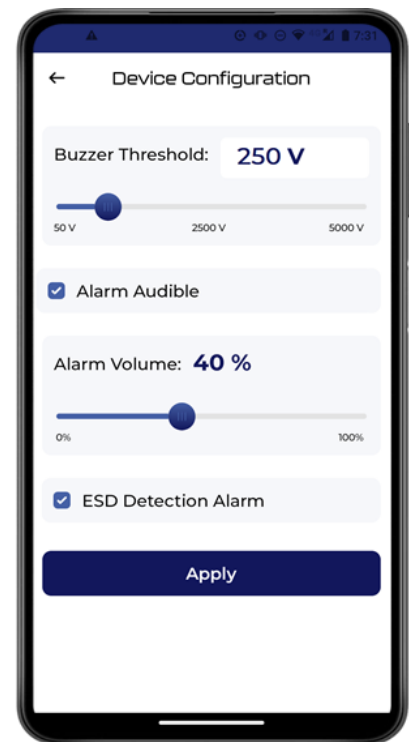 7:31
Device Configuration
Buzzer Threshold: 250 V
50 V 2500 V 5000 V
Alarm Audible
Alarm Volume: 40 %
0% 100%
ESD Detection Alarm
Apply